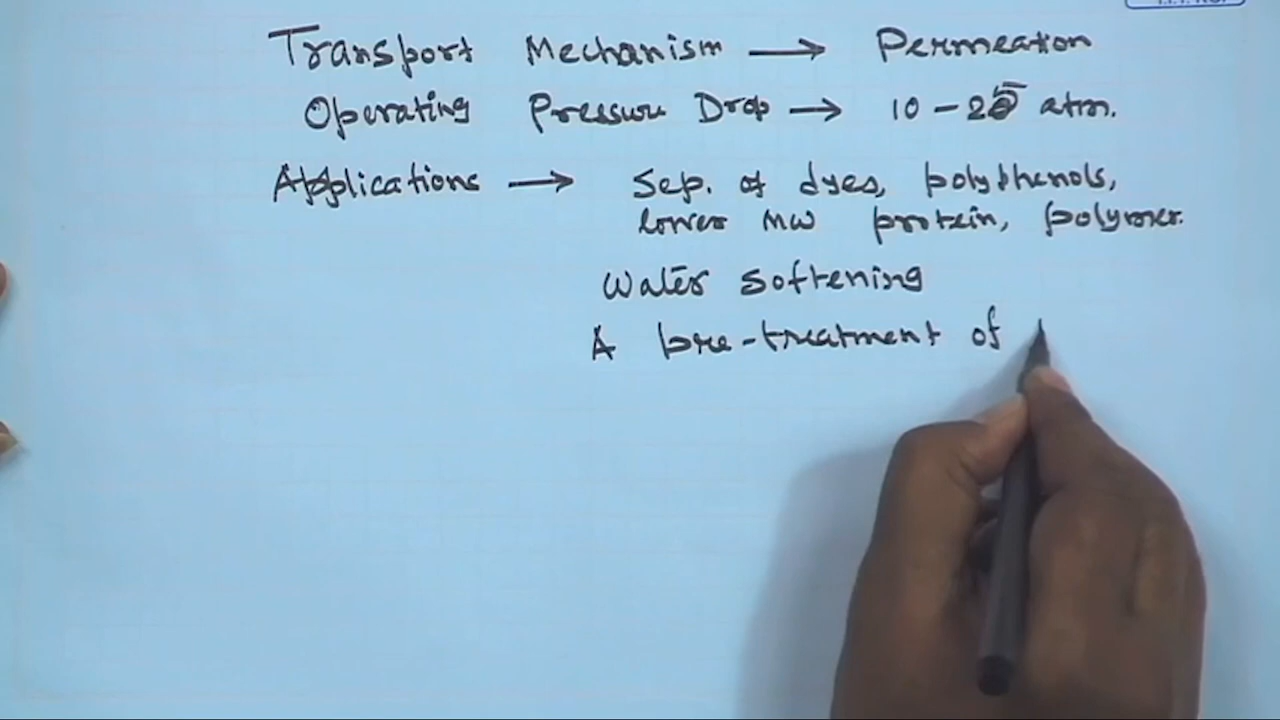 Transport Mechanism → Permeation
Operating Pressure Drop → 10 - 25 atm.
Applications → Sep. of dyes, polyphenols,
lower MW protein, polymer.
Water softening
A pre-treatment of